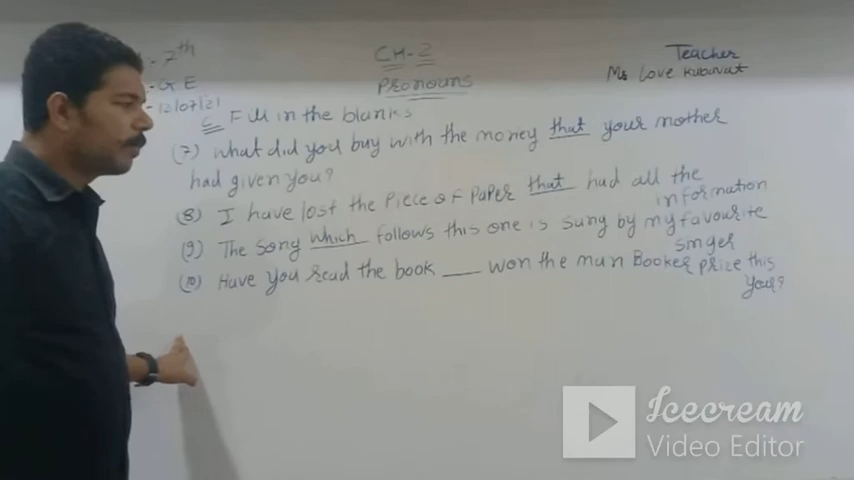 7th
CH-2
Teacher
G E
Pronouns
Ms Love Kubuvat
12/07/21
C Fill in the blanks
(7) What did you buy with the money that your mother
had given you?
(8) I have lost the piece of paper that had all the
information
(9) The song which follows this one is sung by my favourite
singer
(10) Have you read the book ___ won the man Booker prize this
year?
Icecream
Video Editor